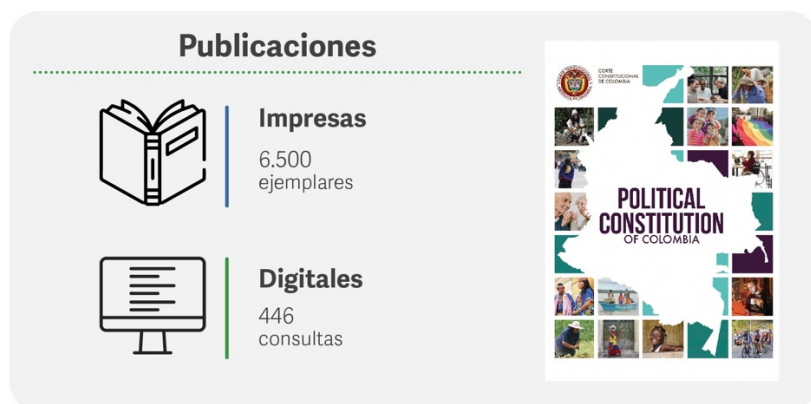 Publicaciones
Impresas
6.500
ejemplares
Digitales
446
consultas
CORTE
CONSTITUCIONAL
DE COLOMBIA
POLITICAL
CONSTITUTION
OF COLOMBIA